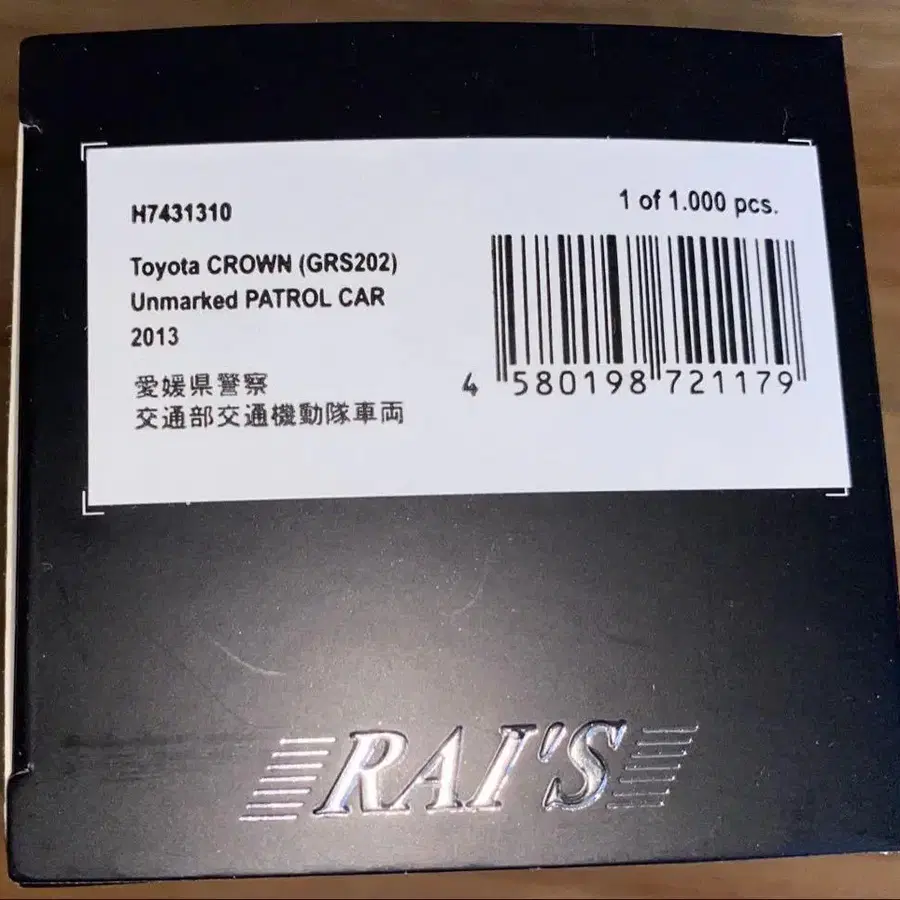 H7431310
1 of 1.000 pcs.
Toyota CROWN (GRS202)
Unmarked PATROL CAR
2013
愛媛県警察
交通部交通機動隊車両
4 580198 721179
RAI'S